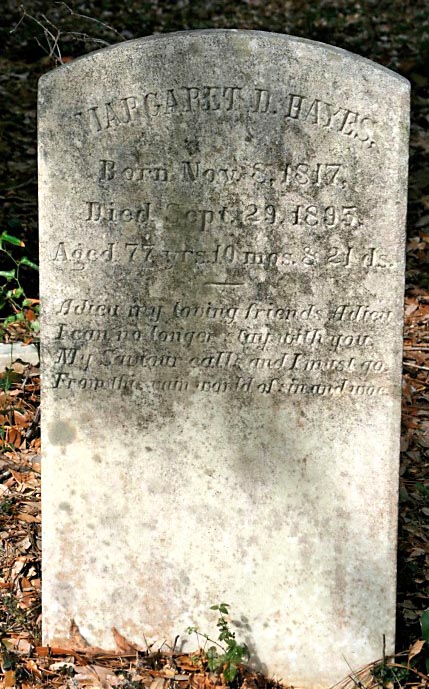 MARGARET D. HAYES,
Born Nov. 8, 1817,
Died Sept. 29, 1895.
Aged 77 yrs. 10 mos. & 21 ds.
Adieu my loving friends Adieu
I can no longer stay with you,
My Saviour calls and I must go
From this vain world of sin and woe.